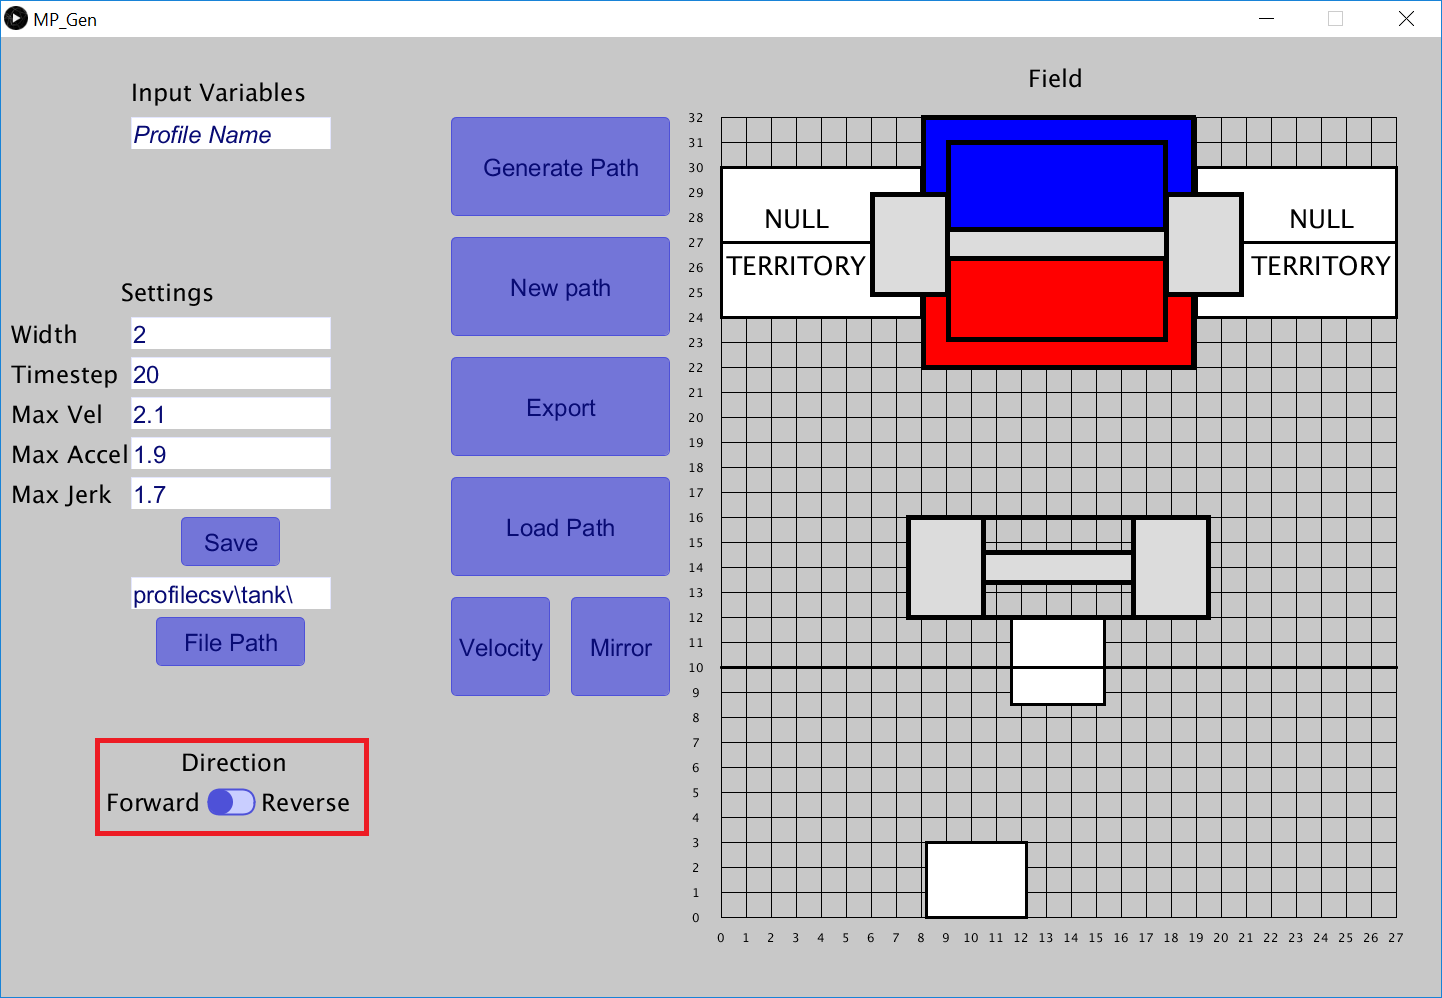 MP_Gen
Input Variables
Profile Name
Settings
Width 2
Timestep 20
Max Vel 2.1
Max Accel 1.9
Max Jerk 1.7
Save
profilecsv\tank\
File Path
Direction
Forward Reverse
Generate Path
New path
Export
Load Path
Velocity Mirror
Field
32
31
30
29
28
27
26
25
24
23
22
21
20
19
18
17
16
15
14
13
12
11
10
9
8
7
6
5
4
3
2
1
0
NULL NULL
TERRITORY TERRITORY
0 1 2 3 4 5 6 7 8 9 10 11 12 13 14 15 16 17 18 19 20 21 22 23 24 25 26 27